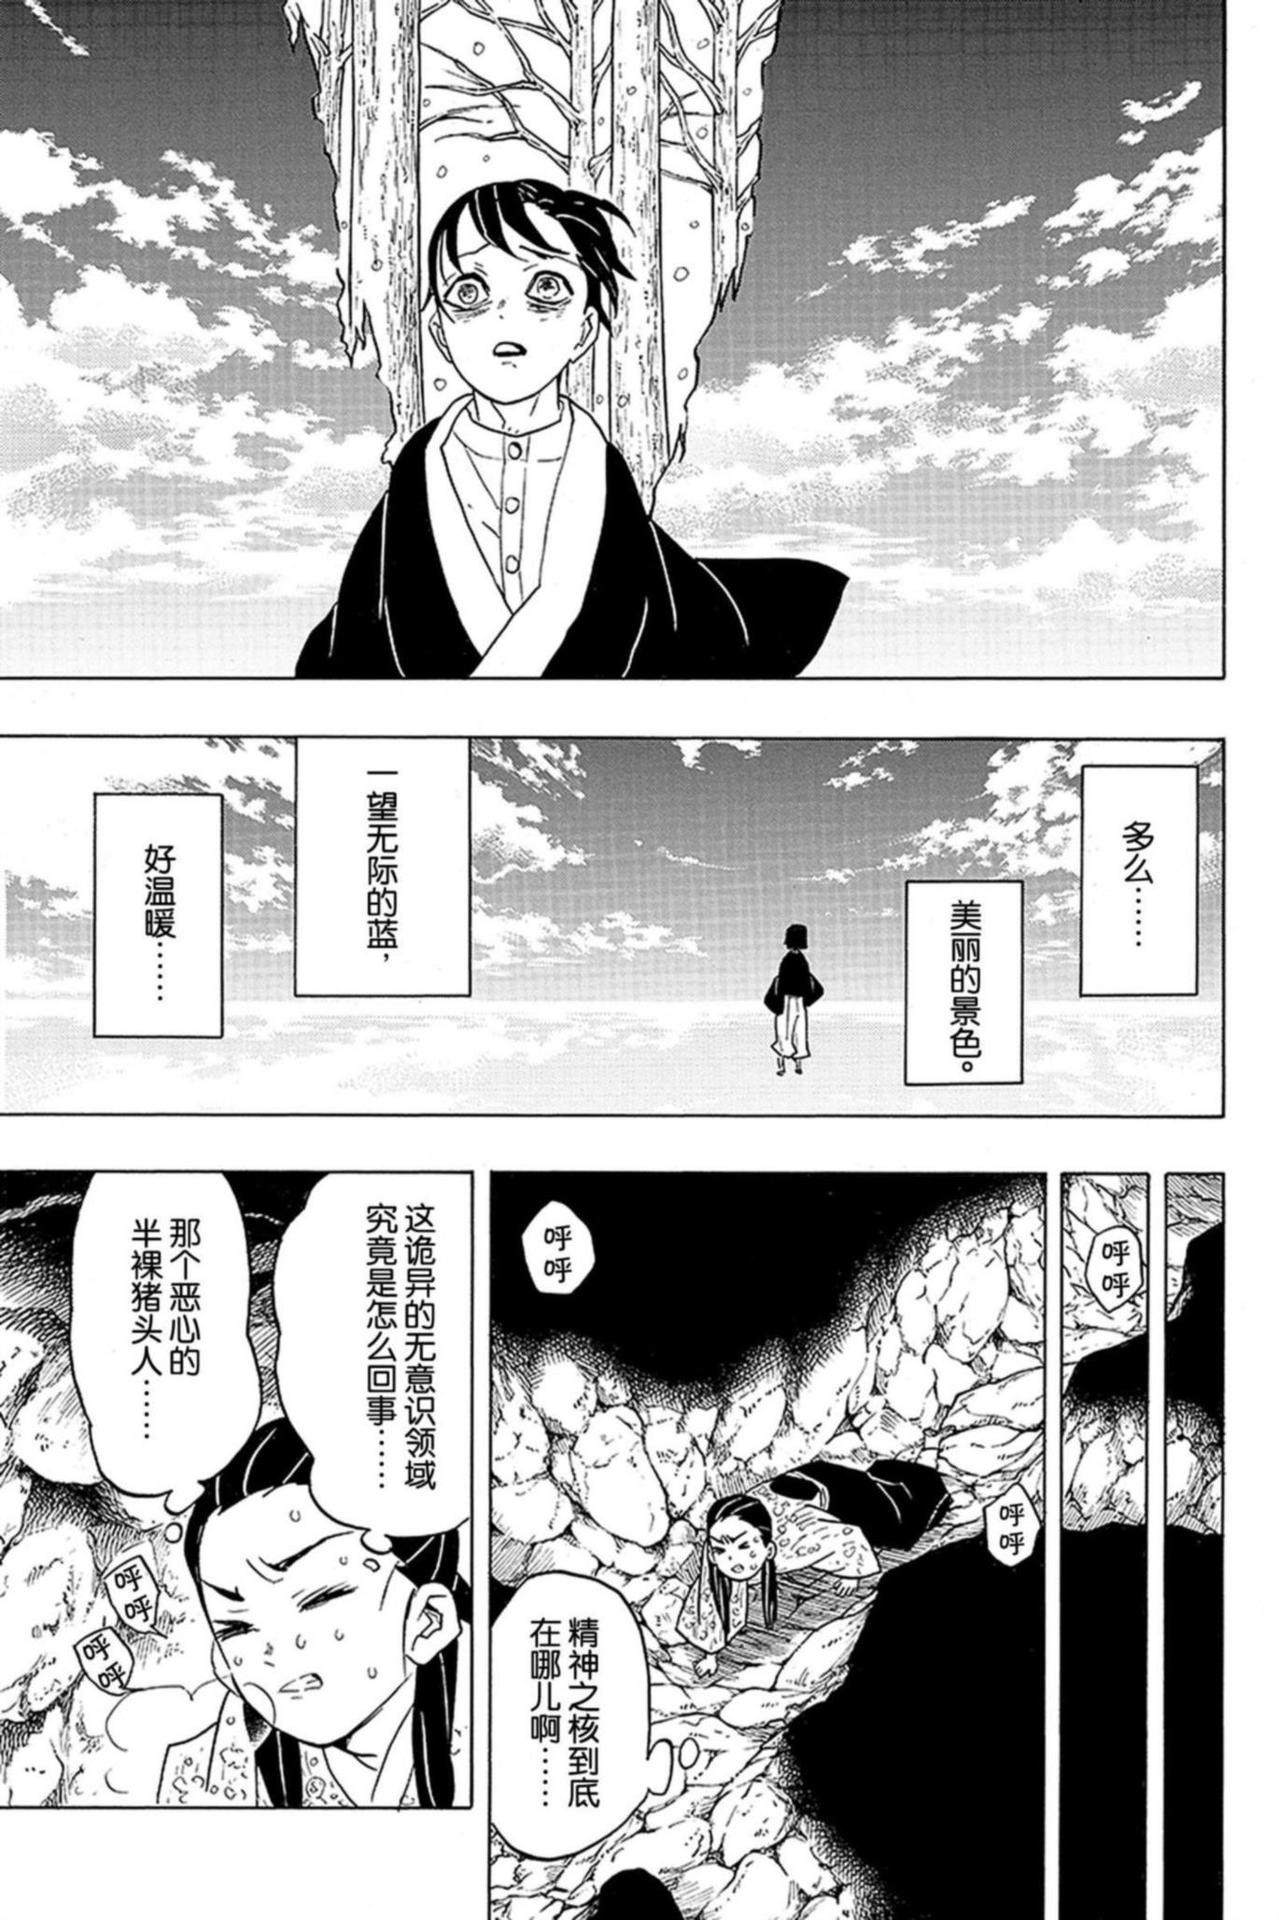 多么……
美丽的景色。
一望无际的蓝，
好温暖……
呼呼
呼呼
呼呼
精神之核到底
在哪儿啊……
这诡异的无意识领域
究竟是怎么回事……
那个恶心的
半裸猪头人……
呼呼
呼呼